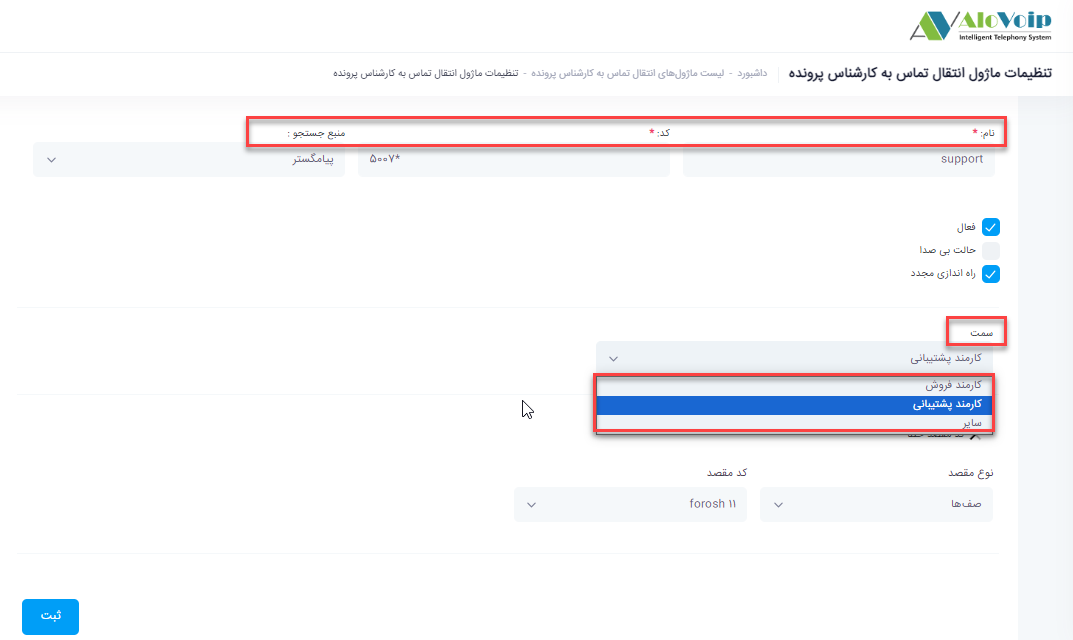 AloVoip
Intelligent Telephony System
تنظیمات ماژول انتقال تماس به کارشناس پرونده
داشبورد - لیست ماژول‌های انتقال تماس به کارشناس پرونده - تنظیمات ماژول انتقال تماس به کارشناس پرونده
نام: * کد: * منبع جستجو :
support *۵۰۰۷ پیامگستر
فعال
حالت بی صدا
راه اندازی مجدد
سمت
کارمند پشتیبانی
کارمند فروش
کارمند پشتیبانی
سایر
کد مقصد خطا
نوع مقصد کد مقصد
صف‌ها forosh ۱۱
ثبت